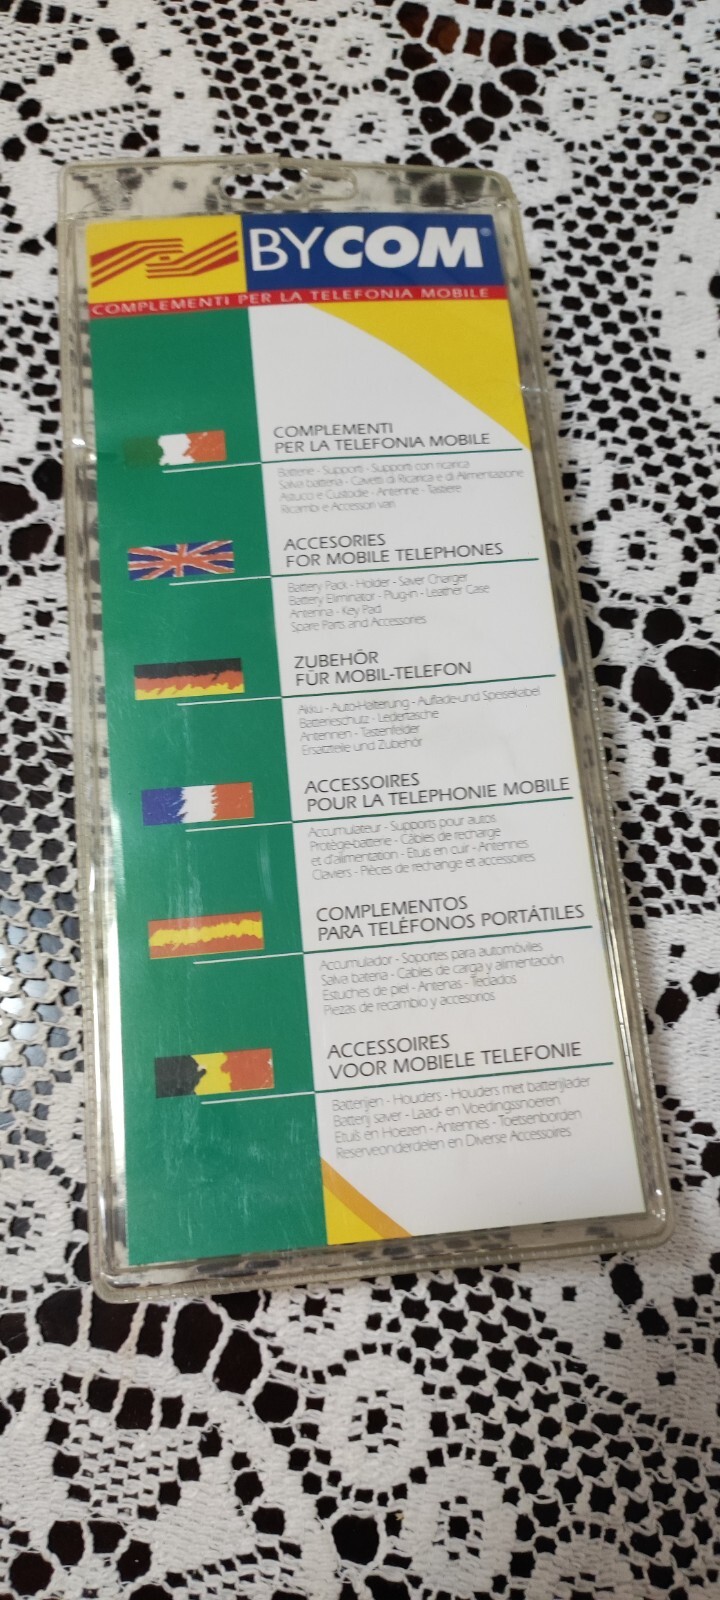 BYCOM®
COMPLEMENTI PER LA TELEFONIA MOBILE
COMPLEMENTI
PER LA TELEFONIA MOBILE
Batterie - Supporti - Supporti con ricarica
Salva batteria - Cavetti di Ricarica e di Alimentazione
Astucci e Custodie - Antenne - Tastiere
Ricambi e Accessori vari
ACCESORIES
FOR MOBILE TELEPHONES
Battery Pack - Holder - Saver Charger
Battery Eliminator - Plug-in - Leather Case
Antenna - Key Pad
Spare Parts and Accessories
ZUBEHÖR
FÜR MOBIL-TELEFON
Akku - Auto-Halterung - Auflade-und Speisekabel
Batterieschutz - Ledertasche
Antennen - Tastenfelder
Ersatzteile und Zubehör
ACCESSOIRES
POUR LA TELEPHONIE MOBILE
Accumulateur - Supports pour autos
Protège-batterie - Câbles de recharge
et d'alimentation - Etuis en cuir - Antennes
Claviers - Pièces de rechange et accessoires
COMPLEMENTOS
PARA TELÉFONOS PORTÁTILES
Accumulador - Soportes para automóviles
Salva bateria - Cables de carga y alimentación
Estuches de piel - Antenas - Teclados
Piezas de recambio y accesorios
ACCESSOIRES
VOOR MOBIELE TELEFONIE
Batterijen - Houders - Houders met batterijlader
Batterij saver - Laad- en Voedingssnoeren
Etuis en Hoezen - Antennes - Toetsenborden
Reserveonderdelen en Diverse Accessoires